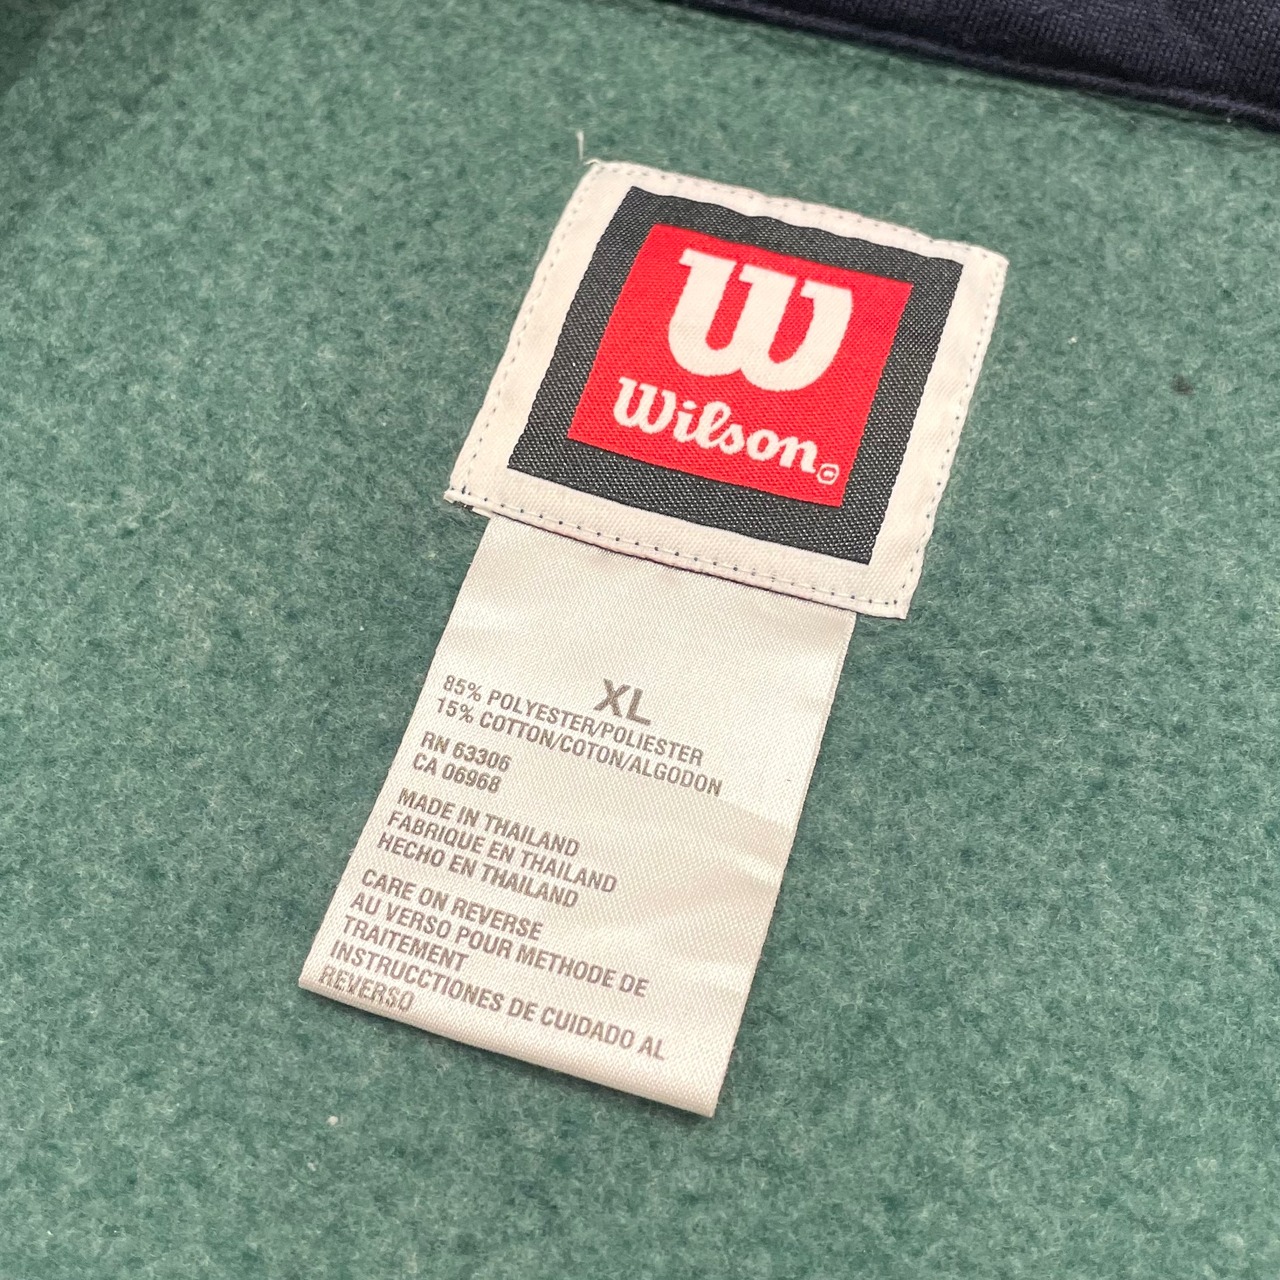 W
Wilson
XL
85% POLYESTER/POLIESTER
15% COTTON/COTON/ALGODON
RN 63306
CA 06968
MADE IN THAILAND
FABRIQUE EN THAILAND
HECHO EN THAILAND
CARE ON REVERSE
AU VERSO POUR METHODE DE
TRAITEMENT
INSTRUCCTIONES DE CUIDADO AL
REVERSO